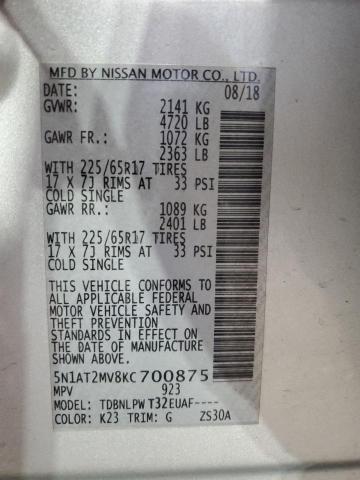 MFD BY NISSAN MOTOR CO., LTD.
DATE: 08/18
GVWR: 2141 KG
4720 LB
GAWR FR.: 1072 KG
2363 LB
WITH 225/65R17 TIRES
17 X 7J RIMS AT 33 PSI
COLD SINGLE
GAWR RR.: 1089 KG
2401 LB
WITH 225/65R17 TIRES
17 X 7J RIMS AT 33 PSI
COLD SINGLE
THIS VEHICLE CONFORMS TO
ALL APPLICABLE FEDERAL
MOTOR VEHICLE SAFETY AND
THEFT PREVENTION
STANDARDS IN EFFECT ON
THE DATE OF MANUFACTURE
SHOWN ABOVE.
5N1AT2MV8KC700875
MPV 923
MODEL: TDBNLPW T32EUAF----
COLOR: K23 TRIM: G ZS30A